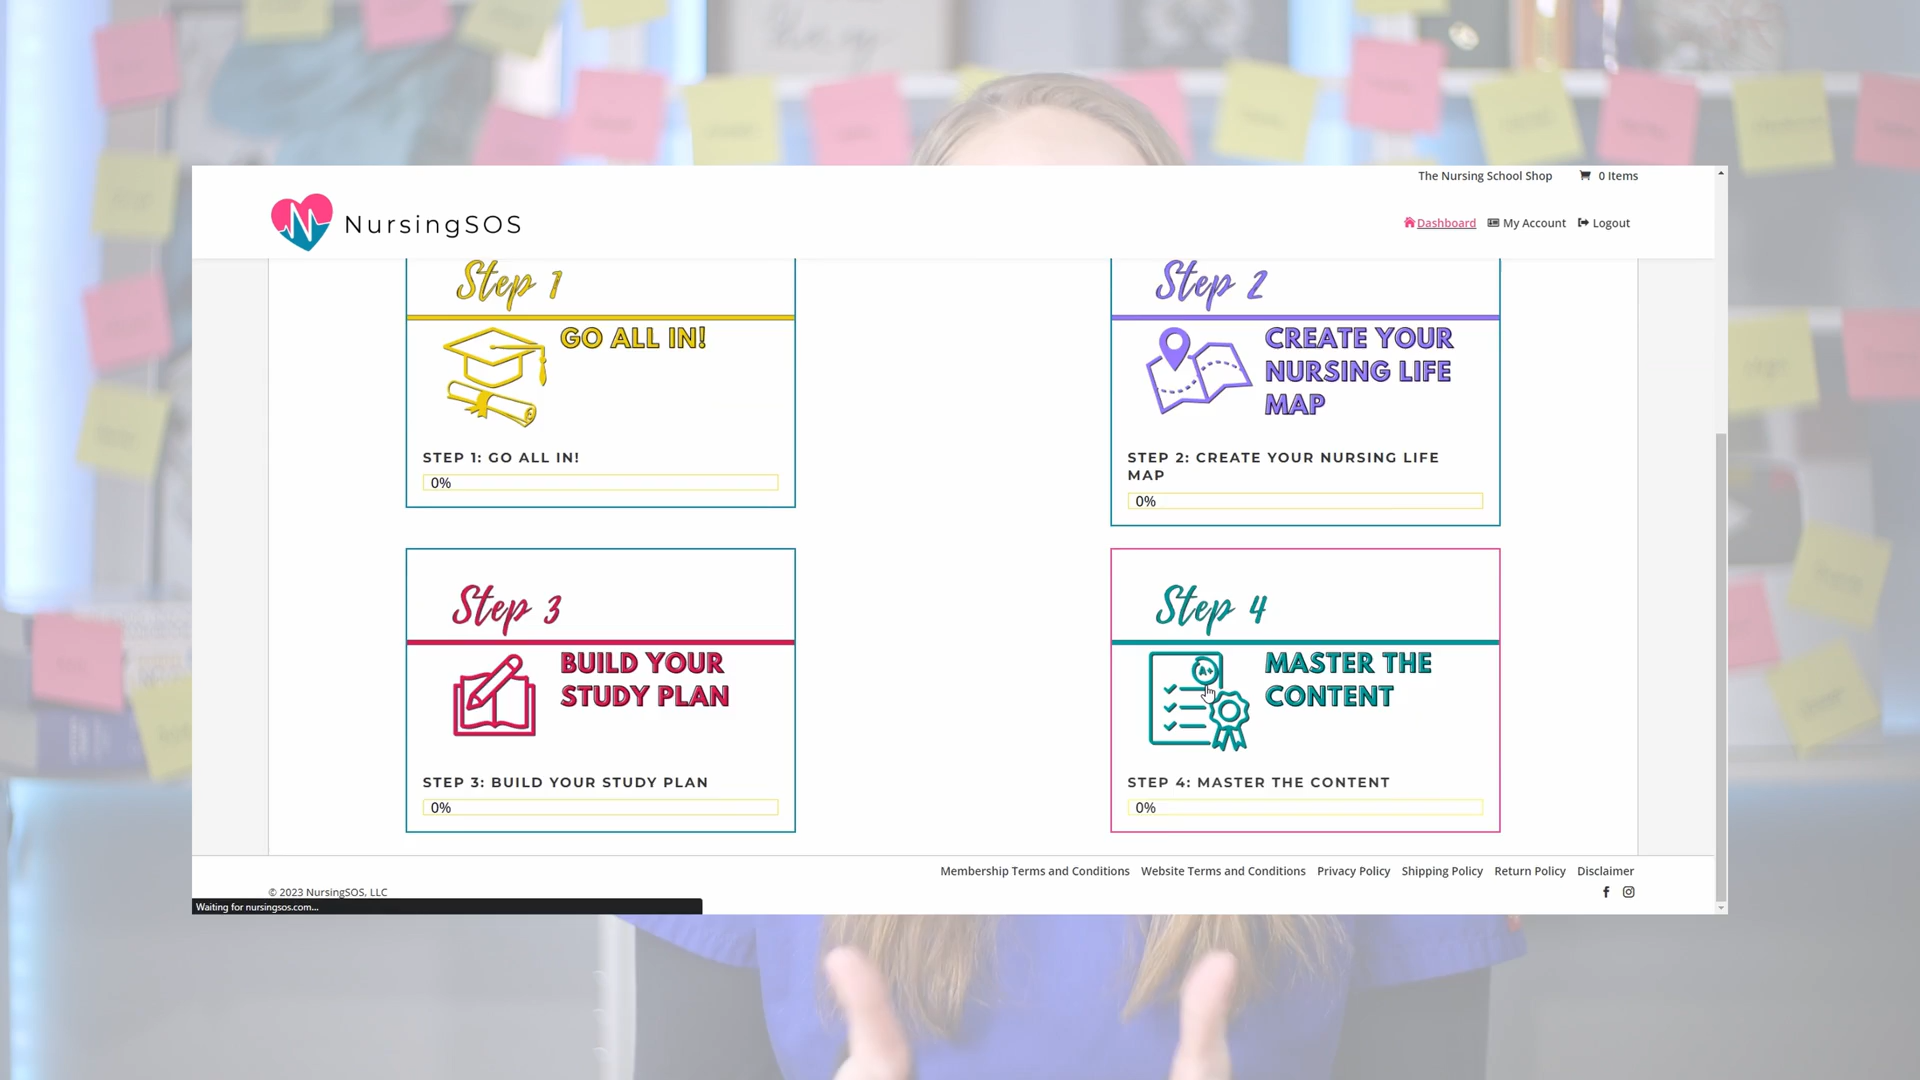 The Nursing School Shop 0 Items
NursingSOS
Dashboard My Account Logout
Step 1
GO ALL IN!
STEP 1: GO ALL IN!
0%
Step 2
CREATE YOUR
NURSING LIFE
MAP
STEP 2: CREATE YOUR NURSING LIFE
MAP
0%
Step 3
BUILD YOUR
STUDY PLAN
STEP 3: BUILD YOUR STUDY PLAN
0%
Step 4
A+
MASTER THE
CONTENT
STEP 4: MASTER THE CONTENT
0%
Membership Terms and Conditions Website Terms and Conditions Privacy Policy Shipping Policy Return Policy Disclaimer
© 2023 NursingSOS, LLC
Waiting for nursingsos.com...